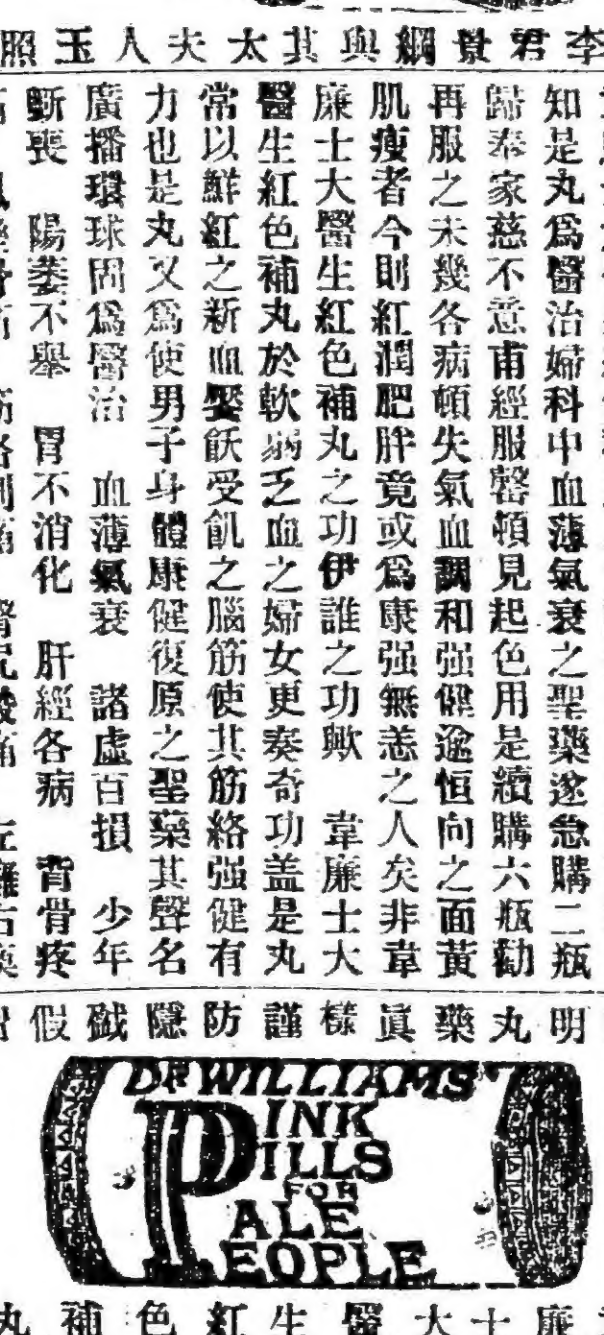 李君景綱與其太夫人玉照
知是丸爲醫治婦科中血薄氣衰之聖藥遂急購二瓶
歸奉家慈不意甫經服罄頓見起色用是續購六瓶勸
再服之未幾各病頓失氣血調和强健逾恒向之面黃
肌瘦者今則紅潤肥胖竟或爲康强無恙之人矣非韋
廉士大醫生紅色補丸之功伊誰之功歟 韋廉士大
醫生紅色補丸於軟弱乏血之婦女更奏奇功盖是丸
常以鮮紅之新血嬰飫受飢之腦筋使其筋絡强健有
力也是丸又爲使男子身體康健復原之聖藥其聲名
廣播環球固爲醫治 血薄氣衰 諸虛百損 少年
斲喪 陽萎不舉 胃不消化 肝經各病 背骨疼
明丸藥眞樣謹防隱戤假
DR WILLIAMS'
PINK
PILLS
FOR
PALE
PEOPLE
廉士大醫生紅色補丸